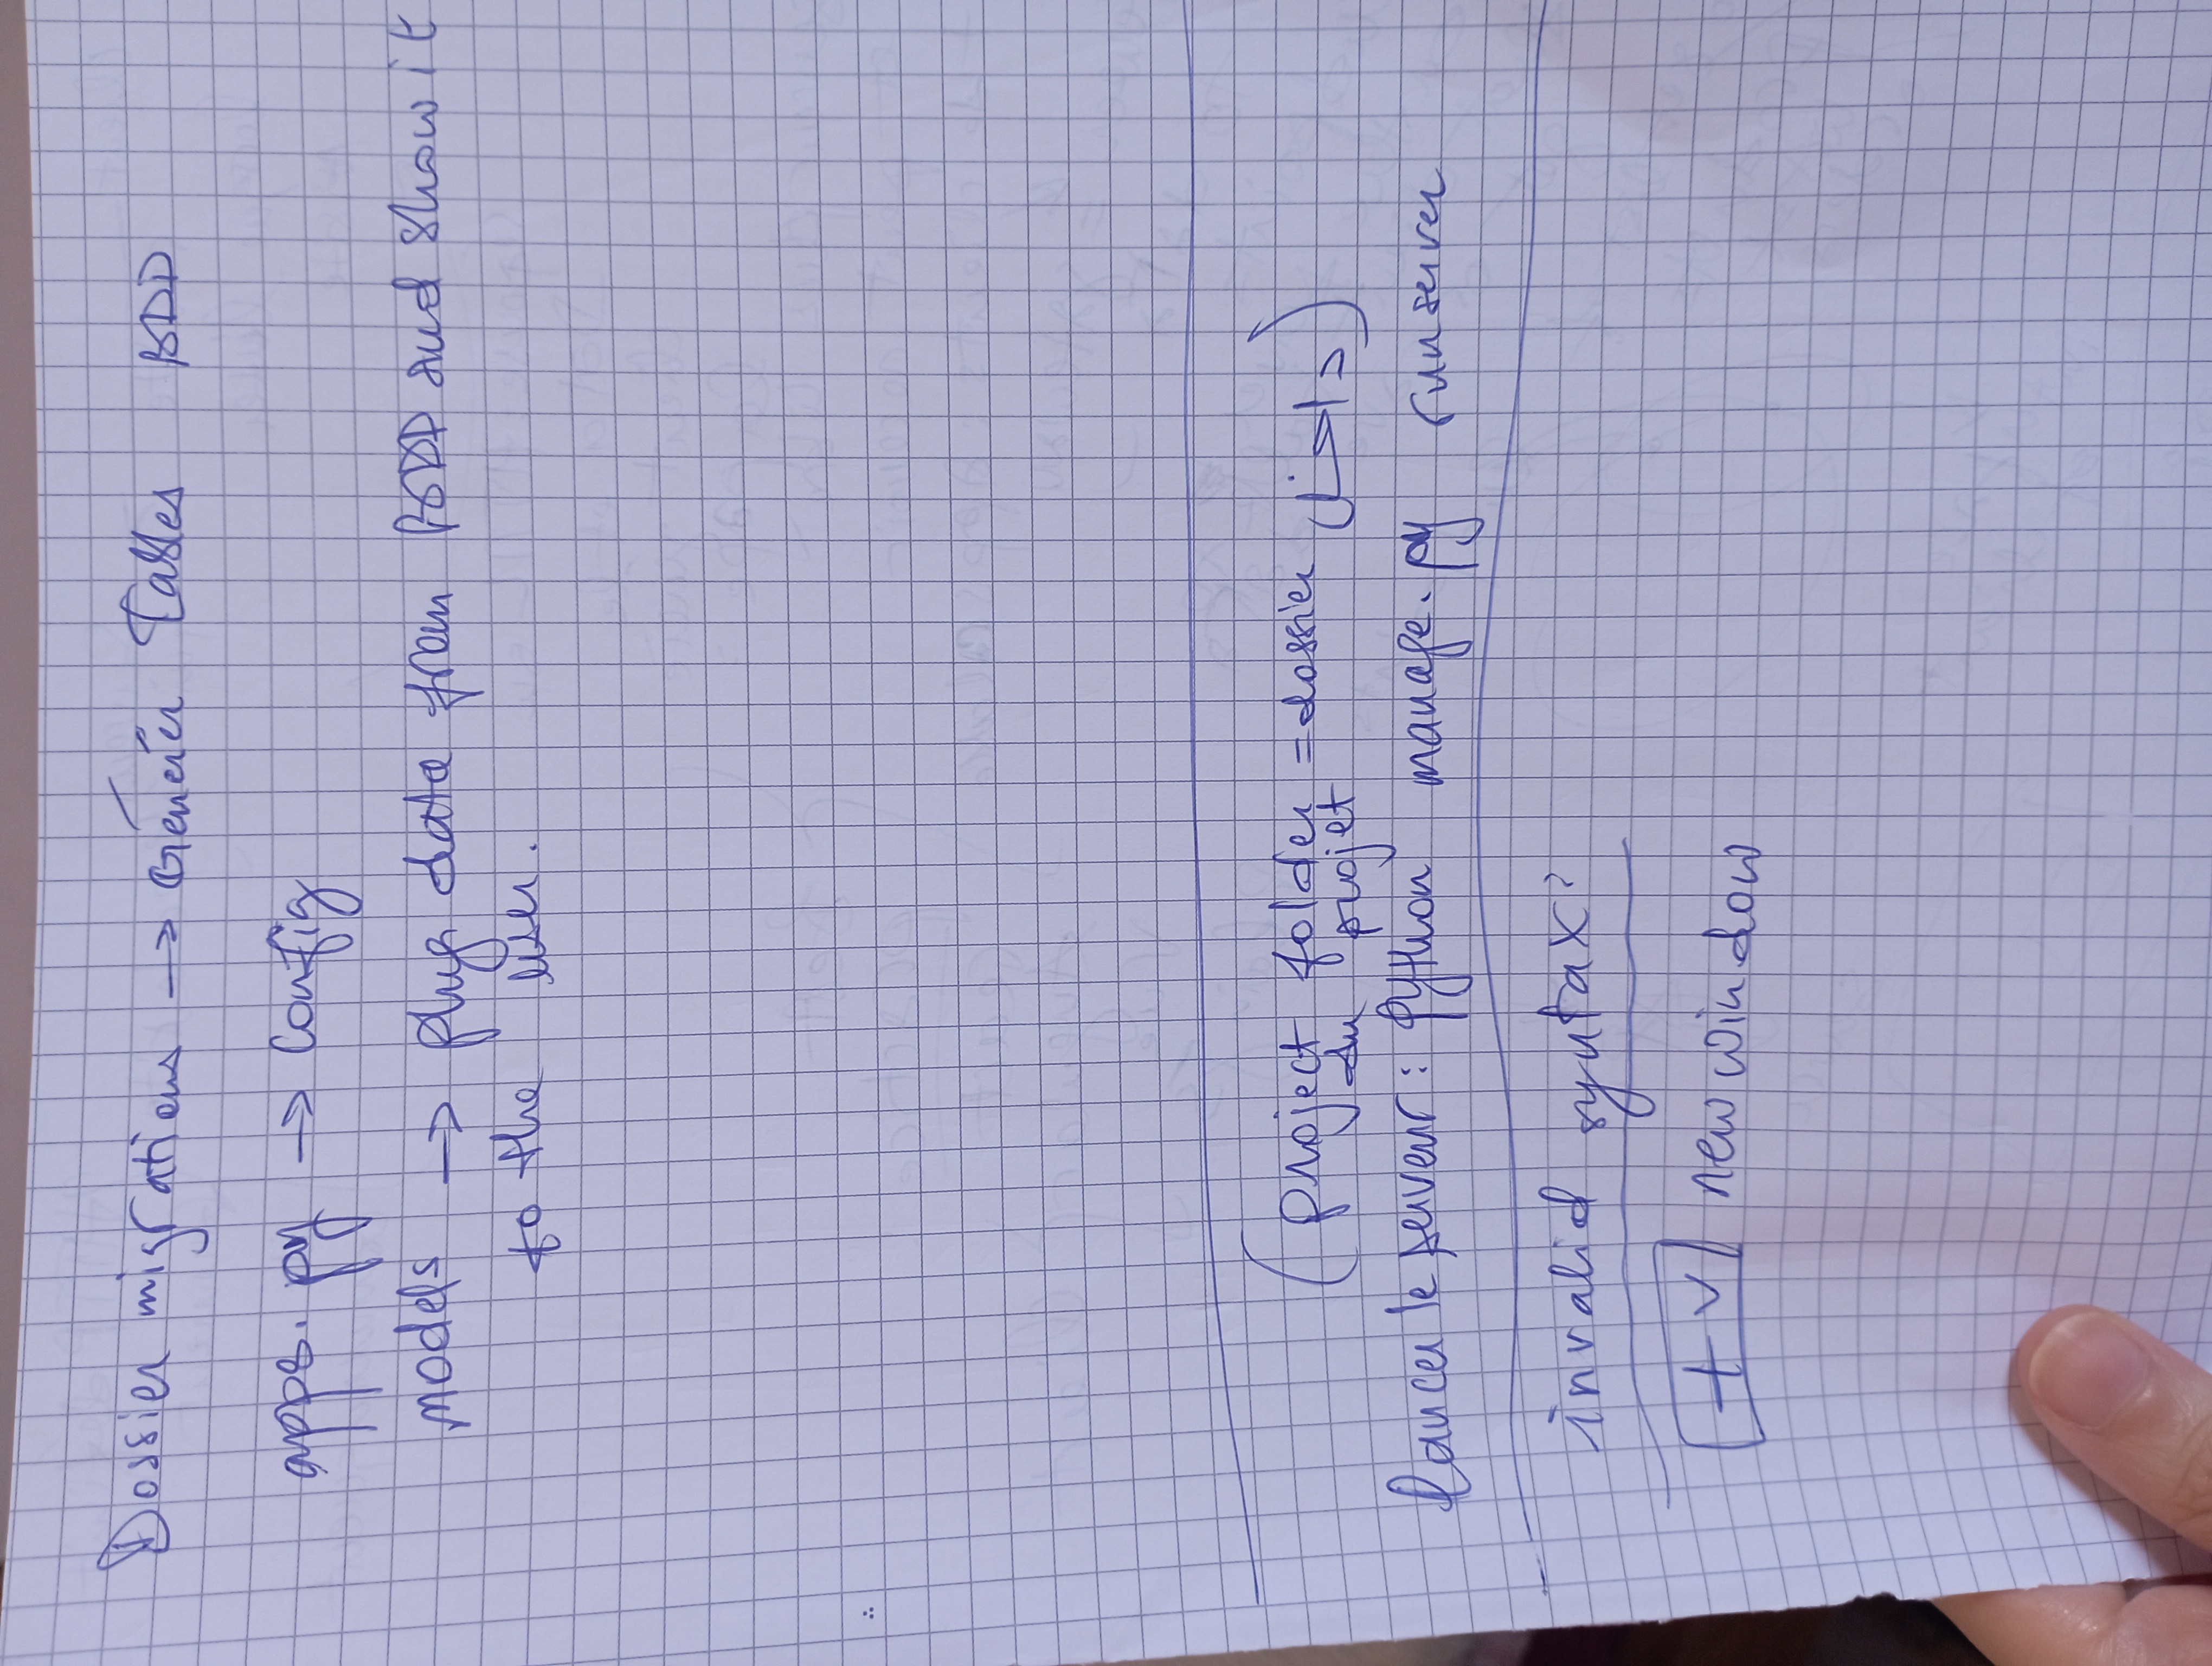 Dossier migrations → Générer Tables BDD
apps.py → config
models → plug data from BDD and show it
to the user.
(project folder = dossier داخل)
du projet
lancer le serveur: Python manage.py runserver
invalid syntax?
+ v new window